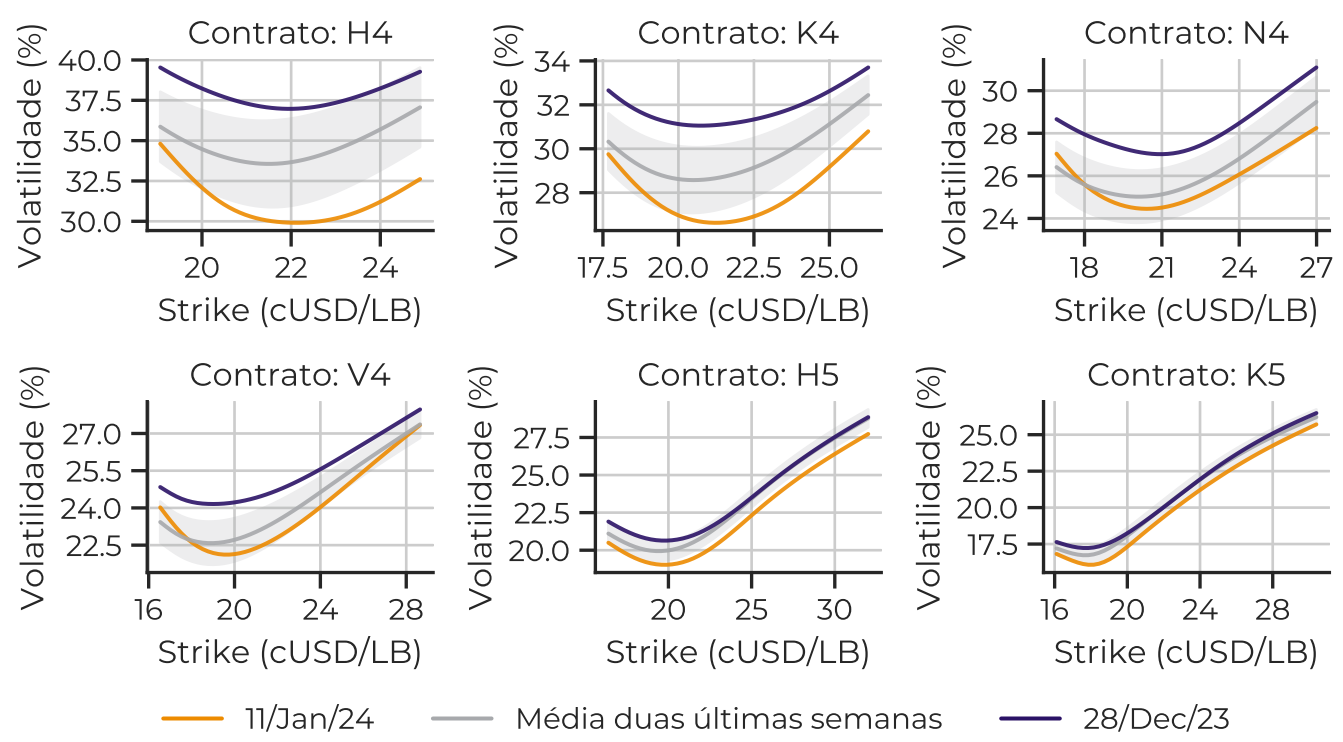 Contrato: H4
Volatilidade (%)
40.0
37.5
35.0
32.5
30.0
20 22 24
Strike (cUSD/LB)
Contrato: K4
Volatilidade (%)
34
32
30
28
17.5 20.0 22.5 25.0
Strike (cUSD/LB)
Contrato: N4
Volatilidade (%)
30
28
26
24
18 21 24 27
Strike (cUSD/LB)
Contrato: V4
Volatilidade (%)
27.0
25.5
24.0
22.5
16 20 24 28
Strike (cUSD/LB)
Contrato: H5
Volatilidade (%)
27.5
25.0
22.5
20.0
20 25 30
Strike (cUSD/LB)
Contrato: K5
Volatilidade (%)
25.0
22.5
20.0
17.5
16 20 24 28
Strike (cUSD/LB)
11/Jan/24 Média duas últimas semanas 28/Dec/23